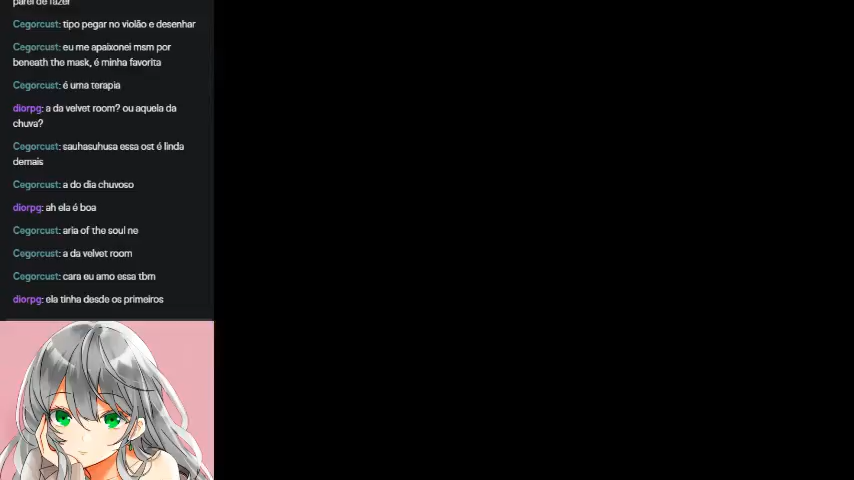 parei de fazer
Cegorcust: tipo pegar no violão e desenhar
Cegorcust: eu me apaixonei msm por
beneath the mask, é minha favorita
Cegorcust: é uma terapia
diorpg: a da velvet room? ou aquela da
chuva?
Cegorcust: sauhasuhusa essa ost é linda
demais
Cegorcust: a do dia chuvoso
diorpg: ah ela é boa
Cegorcust: aria of the soul ne
Cegorcust: a da velvet room
Cegorcust: cara eu amo essa tbm
diorpg: ela tinha desde os primeiros